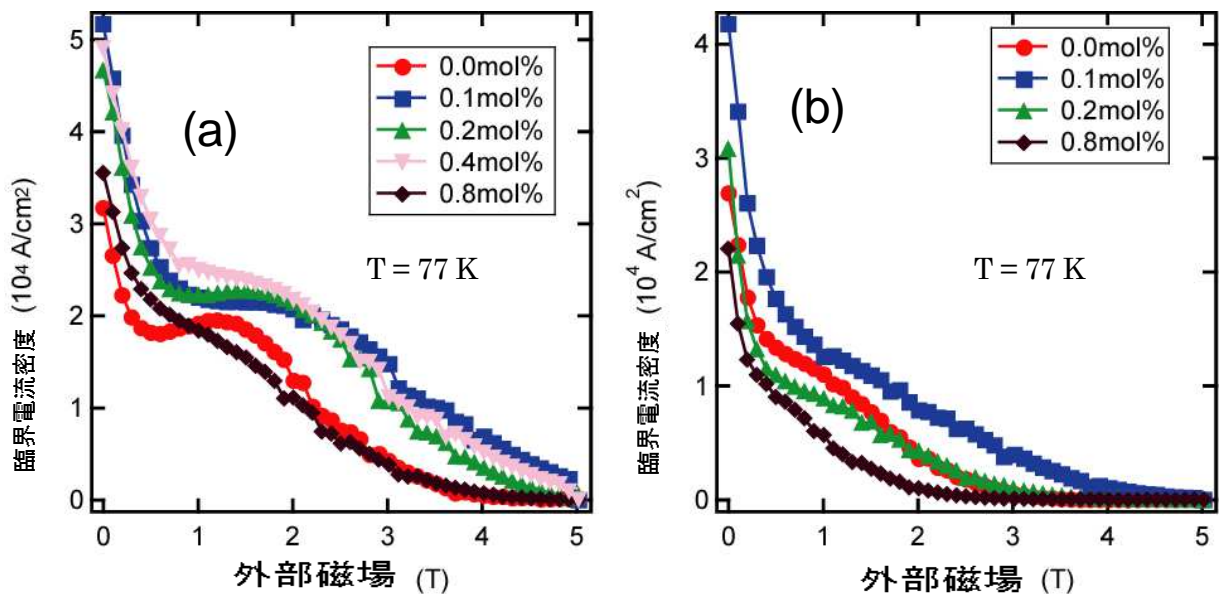 (a)
0.0mol%
0.1mol%
0.2mol%
0.4mol%
0.8mol%
T = 77 K
臨界電流密度 (104 A/cm2)
5
4
3
2
1
0
0 1 2 3 4 5
外部磁場 (T)
(b)
0.0mol%
0.1mol%
0.2mol%
0.8mol%
T = 77 K
臨界電流密度 (10⁴ A/cm²)
4
3
2
1
0
0 1 2 3 4 5
外部磁場 (T)